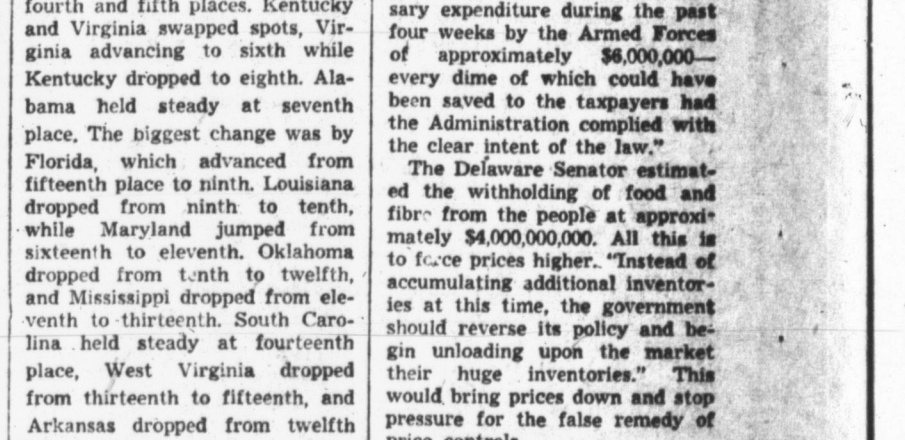 fourth and fifth places. Kentucky
and Virginia swapped spots, Vir-
ginia advancing to sixth while
Kentucky dropped to eighth. Ala-
bama held steady at seventh
place. The biggest change was by
Florida, which advanced from
fifteenth place to ninth. Louisiana
dropped from ninth to tenth,
while Maryland jumped from
sixteenth to eleventh. Oklahoma
dropped from tenth to twelfth,
and Mississippi dropped from ele-
venth to thirteenth. South Caro-
lina held steady at fourteenth
place, West Virginia dropped
from thirteenth to fifteenth, and
Arkansas dropped from twelfth
sary expenditure during the past
four weeks by the Armed Forces
of approximately $6,000,000—
every dime of which could have
been saved to the taxpayers had
the Administration complied with
the clear intent of the law."
The Delaware Senator estimat-
ed the withholding of food and
fibre from the people at approxi-
mately $4,000,000,000. All this is
to force prices higher. "Instead of
accumulating additional inventor-
ies at this time, the government
should reverse its policy and be-
gin unloading upon the market
their huge inventories." This
would bring prices down and stop
pressure for the false remedy of
price controls.